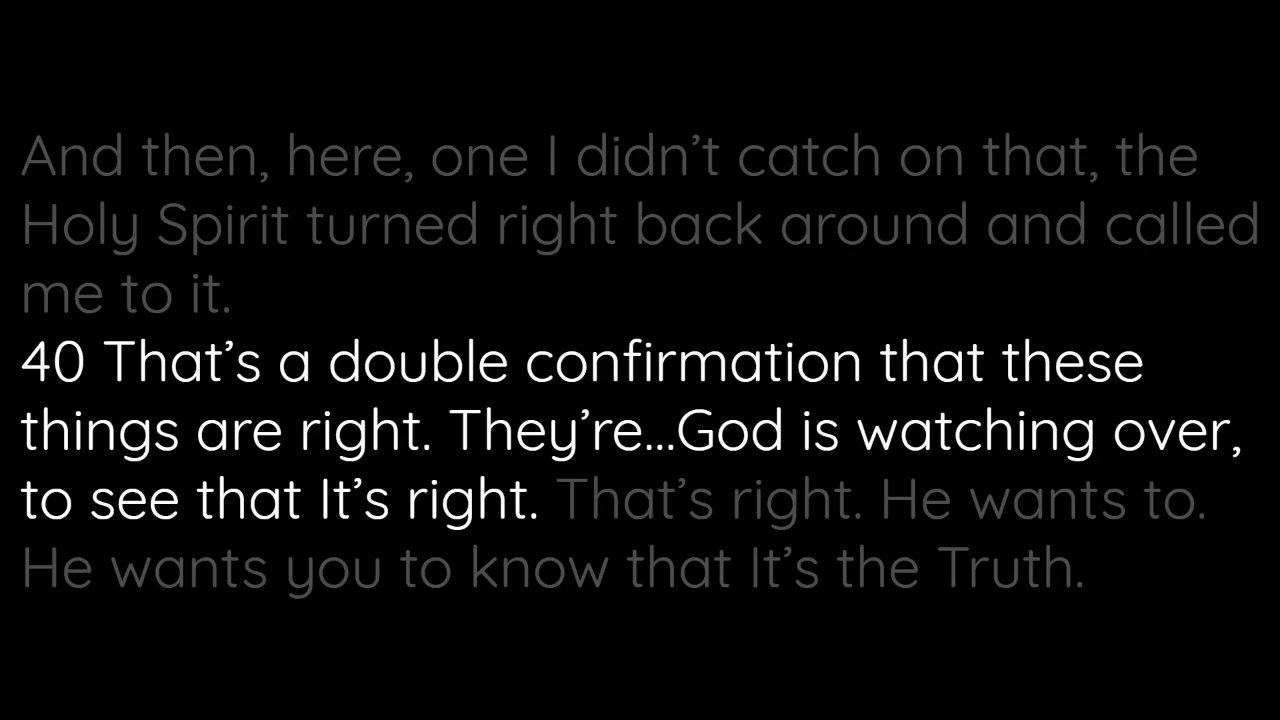 And then, here, one I didn’t catch on that, the
Holy Spirit turned right back around and called
me to it.
40 That’s a double confirmation that these
things are right. They’re...God is watching over,
to see that It’s right. That’s right. He wants to.
He wants you to know that It’s the Truth.